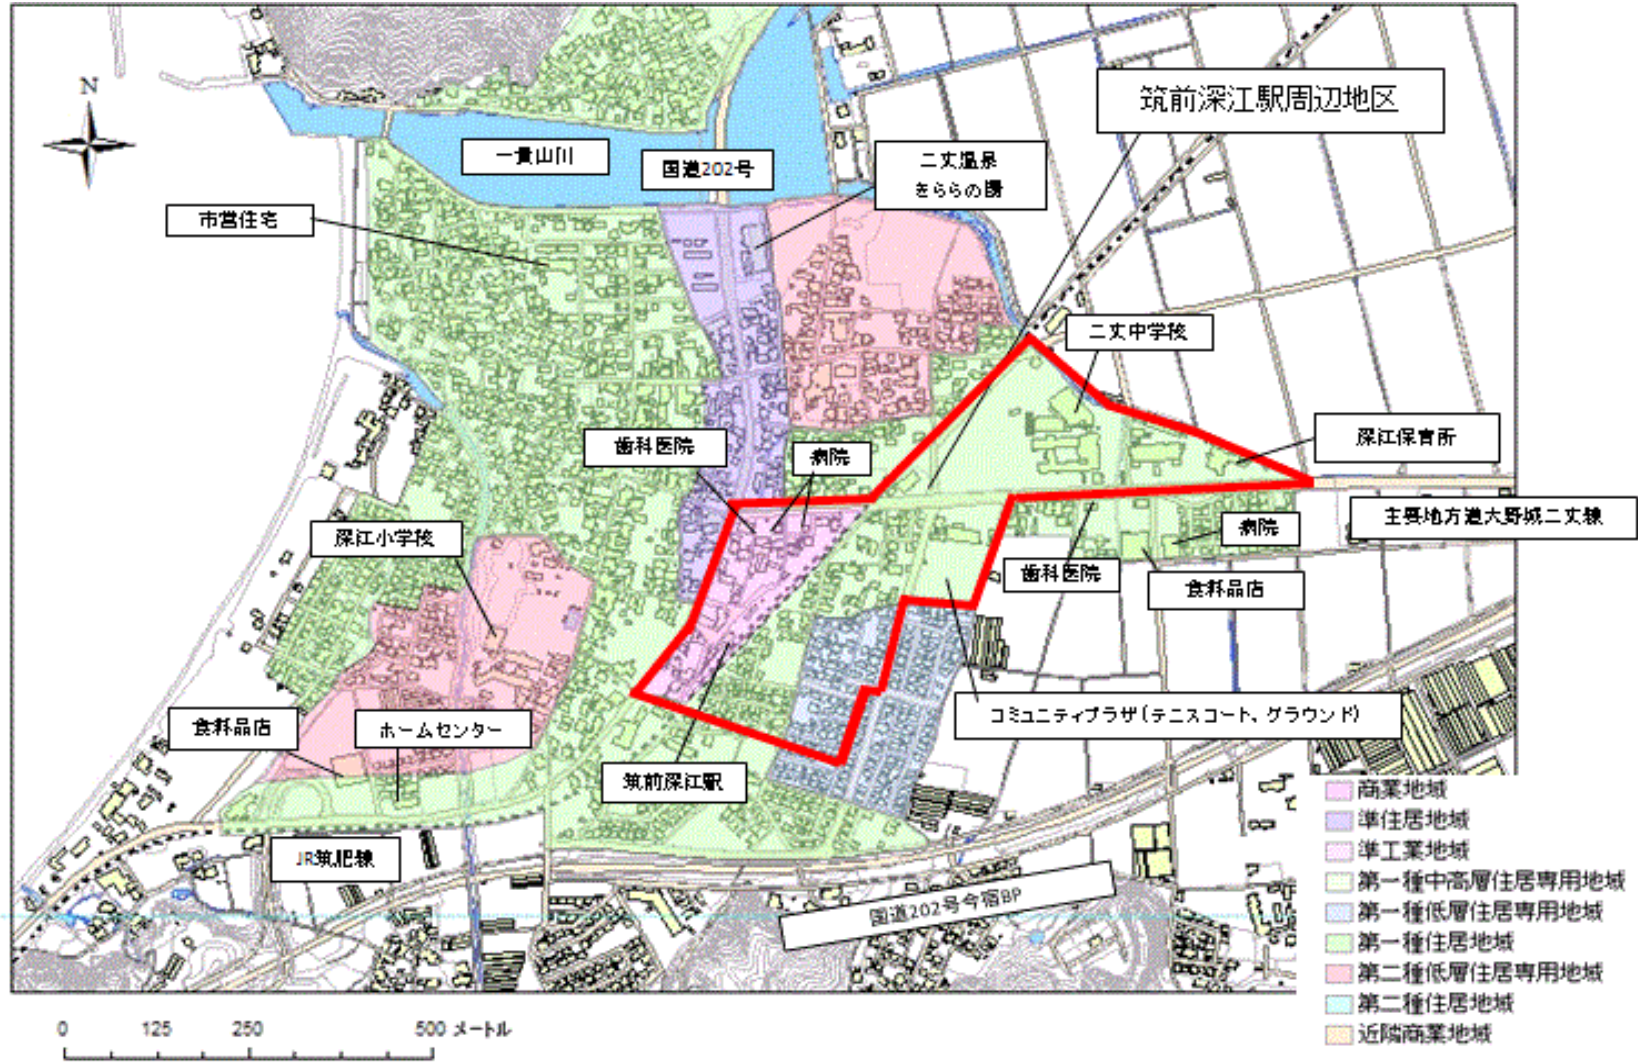 N
筑前深江駅周辺地区
一貴山川
国道202号
二丈温泉
きららの湯
市営住宅
二丈中学校
深江保育所
歯科医院
病院
主要地方道大野城二丈線
病院
深江小学校
歯科医院
食料品店
コミュニティプラザ(テニスコート、グラウンド)
食料品店
ホームセンター
筑前深江駅
JR筑肥線
国道202号今宿BP
商業地域
準住居地域
準工業地域
第一種中高層住居専用地域
第一種低層住居専用地域
第一種住居地域
第二種低層住居専用地域
第二種住居地域
近隣商業地域
0 125 250 500 メートル